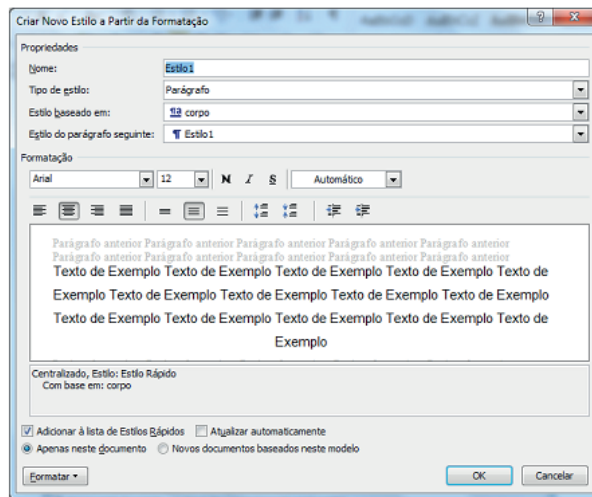 Criar Novo Estilo a Partir da Formatação
Propriedades
Nome: Estilo1
Tipo de estilo: Parágrafo
Estilo baseado em: ¶a corpo
Estilo do parágrafo seguinte: ¶ Estilo1
Formatação
Arial 12 N I S Automático
Parágrafo anterior Parágrafo anterior Parágrafo anterior Parágrafo anterior Parágrafo anterior
Parágrafo anterior Parágrafo anterior Parágrafo anterior Parágrafo anterior Parágrafo anterior
Texto de Exemplo Texto de Exemplo Texto de Exemplo Texto de Exemplo Texto de
Exemplo Texto de Exemplo Texto de Exemplo Texto de Exemplo Texto de Exemplo
Texto de Exemplo Texto de Exemplo Texto de Exemplo Texto de Exemplo Texto de
Exemplo
Centralizado, Estilo: Estilo Rápido
Com base em: corpo
Adicionar à lista de Estilos Rápidos Atualizar automaticamente
Apenas neste documento Novos documentos baseados neste modelo
Formatar OK Cancelar